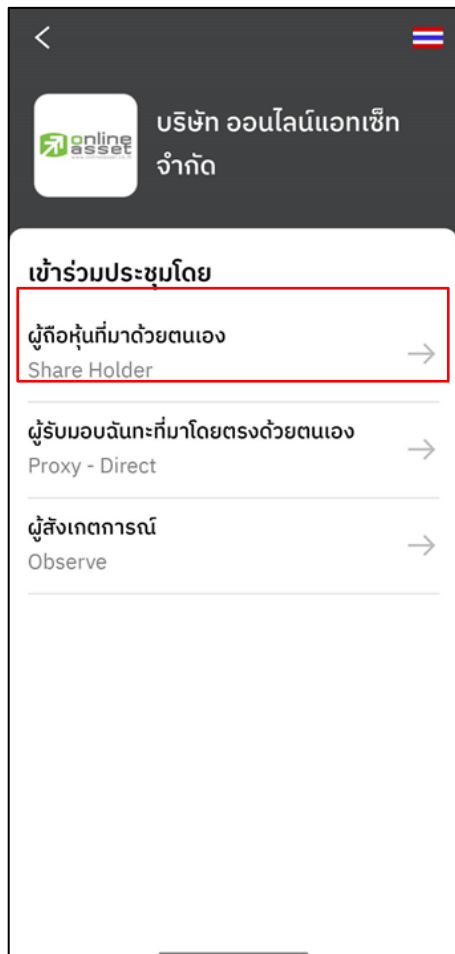 บริษัท ออนไลน์แอทเซ็ท
จำกัด
online
asset
www.onlineasset.co.th
เข้าร่วมประชุมโดย
ผู้ถือหุ้นที่มาด้วยตนเอง
Share Holder
ผู้รับมอบฉันทะที่มาโดยตรงด้วยตนเอง
Proxy - Direct
ผู้สังเกตการณ์
Observe